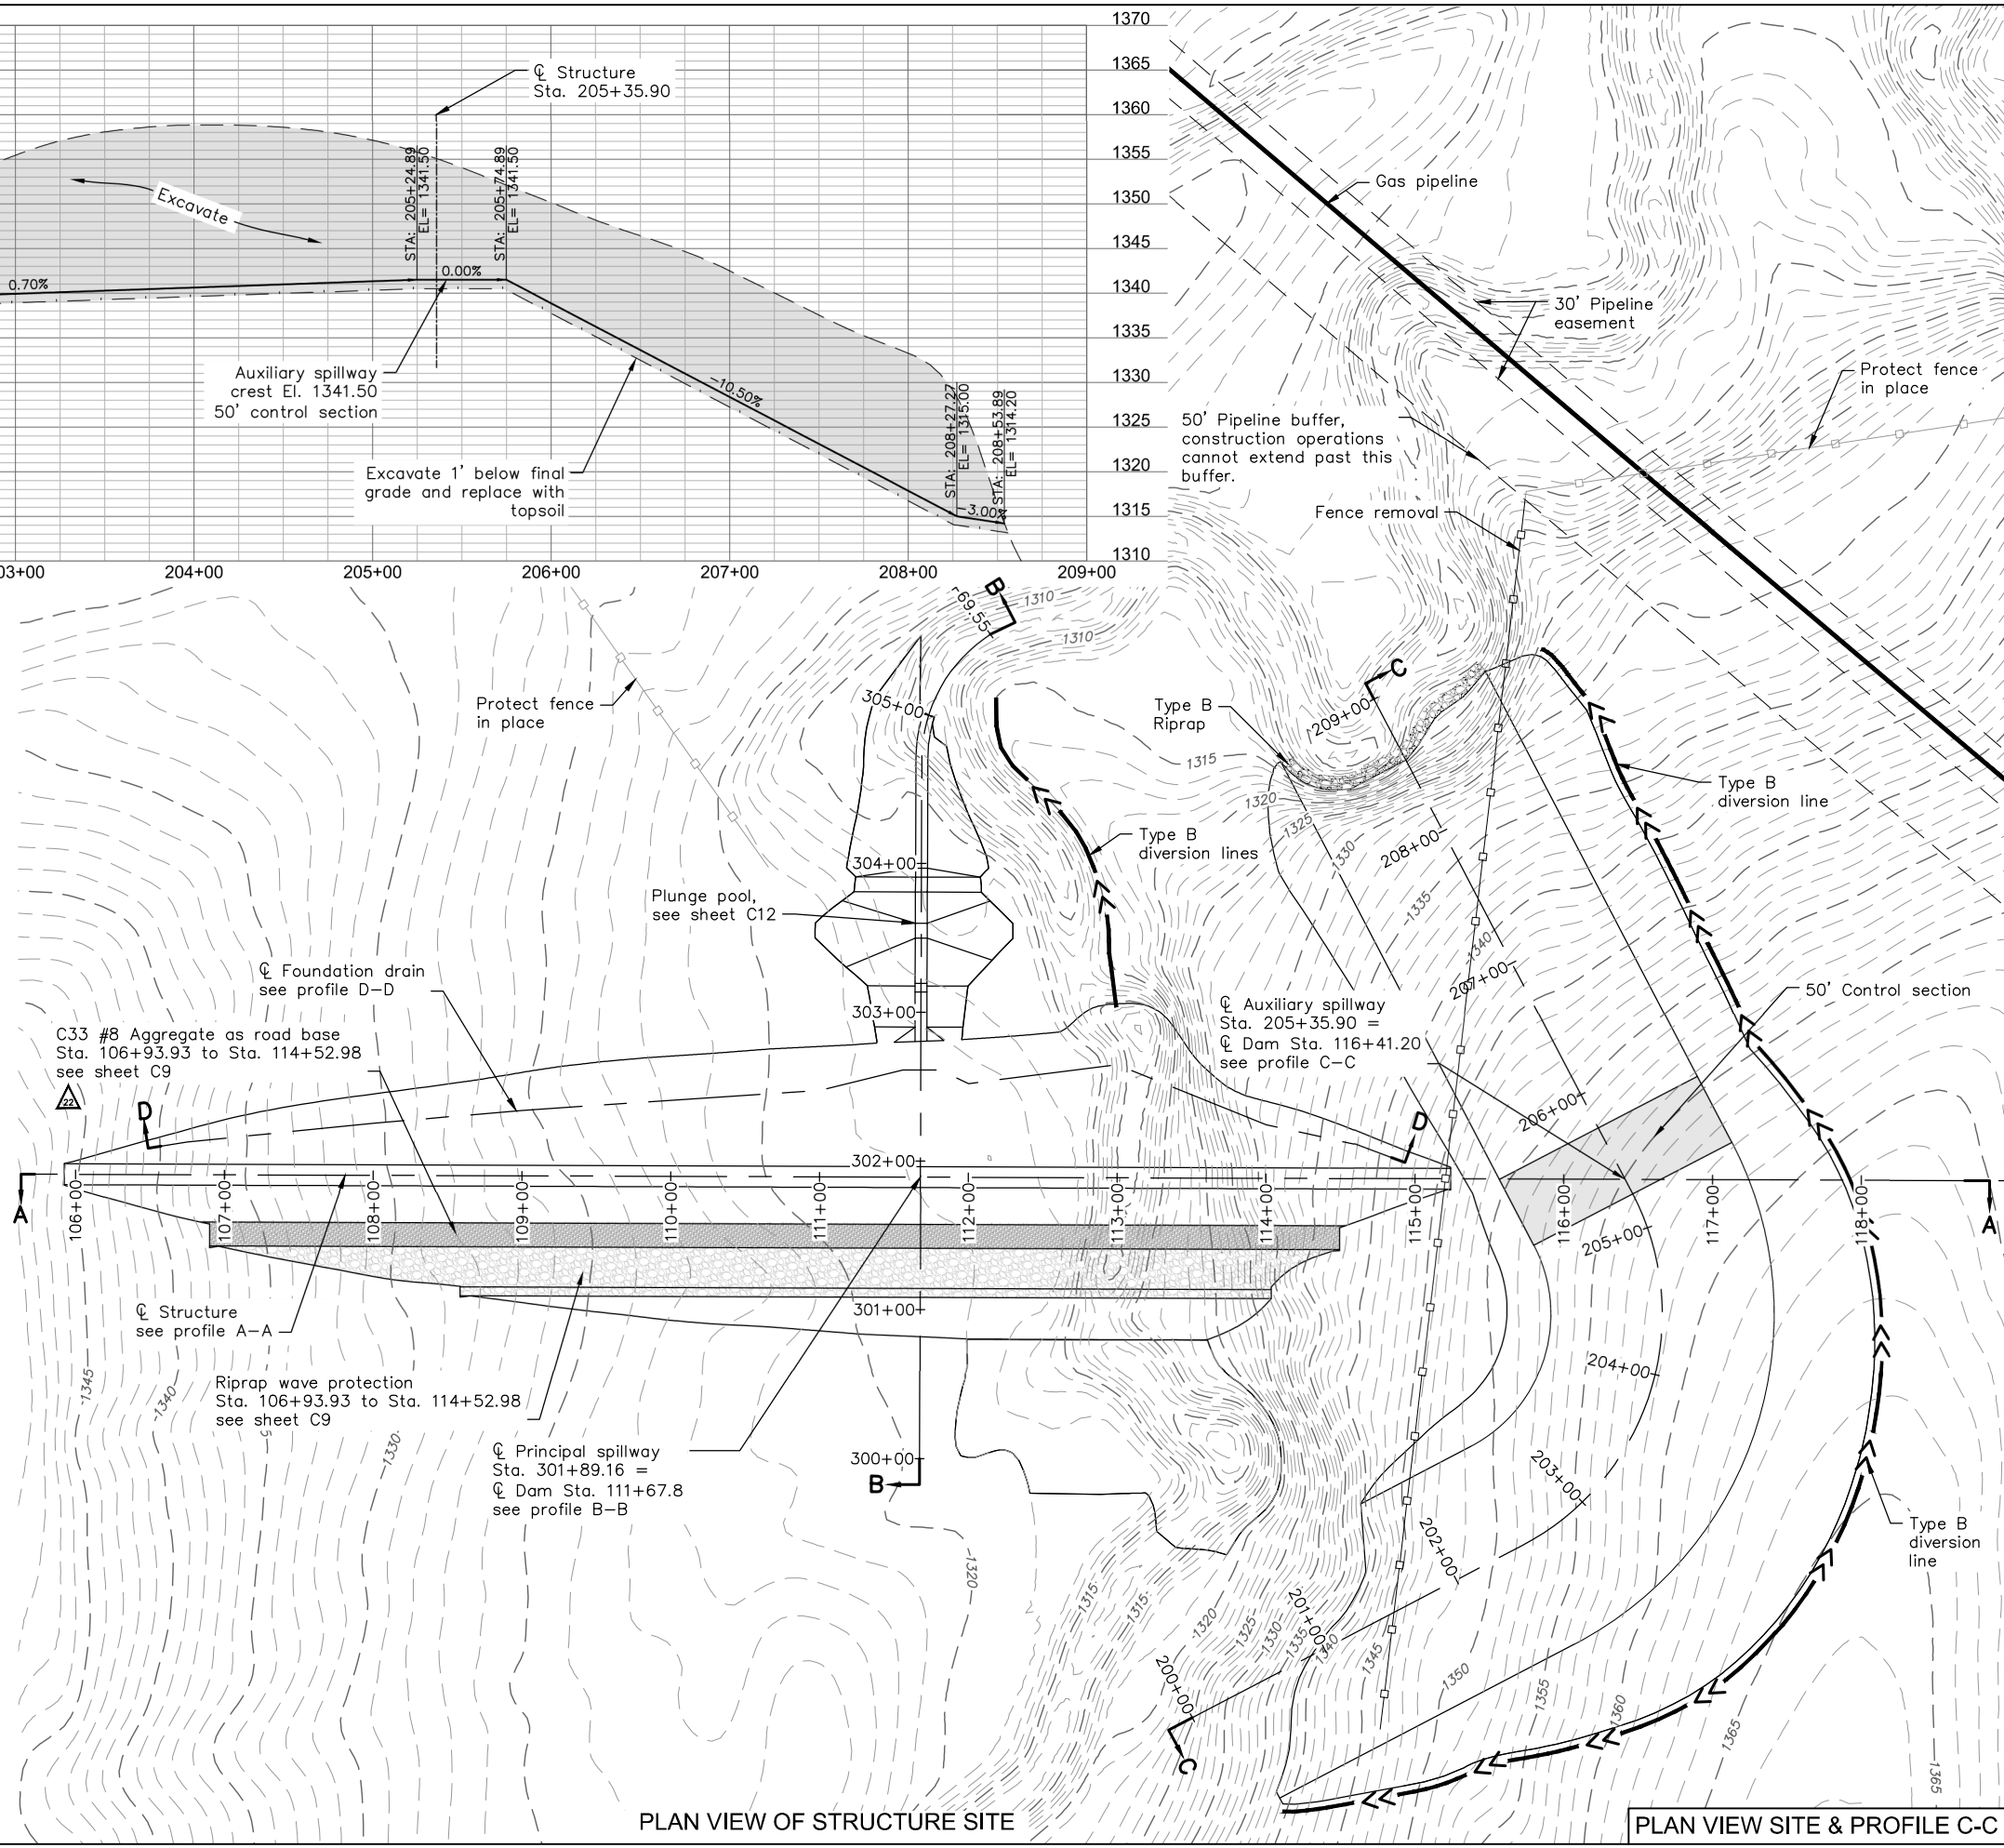 1370
1365
1360
1355
1350
1345
1340
1335
1330
1325
1320
1315
1310
℄ Structure
Sta. 205+35.90
Excavate
STA: 205+24.89
EL= 1341.50
STA: 205+74.89
EL= 1341.50
0.70%
0.00%
-10.50%
-3.00%
STA: 208+27.27
EL= 1315.00
STA: 208+53.89
EL= 1314.20
Auxiliary spillway
crest El. 1341.50
50' control section
Excavate 1' below final
grade and replace with
topsoil
03+00
204+00
205+00
206+00
207+00
208+00
209+00
Gas pipeline
30' Pipeline
easement
Protect fence
in place
50' Pipeline buffer,
construction operations
cannot extend past this
buffer.
Fence removal
B
-69.55
1310
1310
305+00
Protect fence
in place
Type B
Riprap
C
209+00
1315
1320
1325
1330
208+00
1335
1340
207+00
Type B
diversion line
Type B
diversion lines
304+00
Plunge pool,
see sheet C12
303+00
℄ Foundation drain
see profile D-D
C33 #8 Aggregate as road base
Sta. 106+93.93 to Sta. 114+52.98
see sheet C9
22
50' Control section
℄ Auxiliary spillway
Sta. 205+35.90 =
℄ Dam Sta. 116+41.20
see profile C-C
206+00
D
D
302+00
A
106+00
107+00
108+00
109+00
110+00
111+00
112+00
113+00
114+00
115+00
116+00
117+00
118+00
A
205+00
301+00
℄ Structure
see profile A-A
Riprap wave protection
Sta. 106+93.93 to Sta. 114+52.98
see sheet C9
℄ Principal spillway
Sta. 301+89.16 =
℄ Dam Sta. 111+67.8
see profile B-B
300+00
B
204+00
203+00
202+00
201+00
200+00
C
1345
1340
1330
1320
1315
1315
1320
1325
1330
1335
1340
1345
1350
1355
1360
1365
1365
Type B
diversion
line
PLAN VIEW OF STRUCTURE SITE
PLAN VIEW SITE & PROFILE C-C